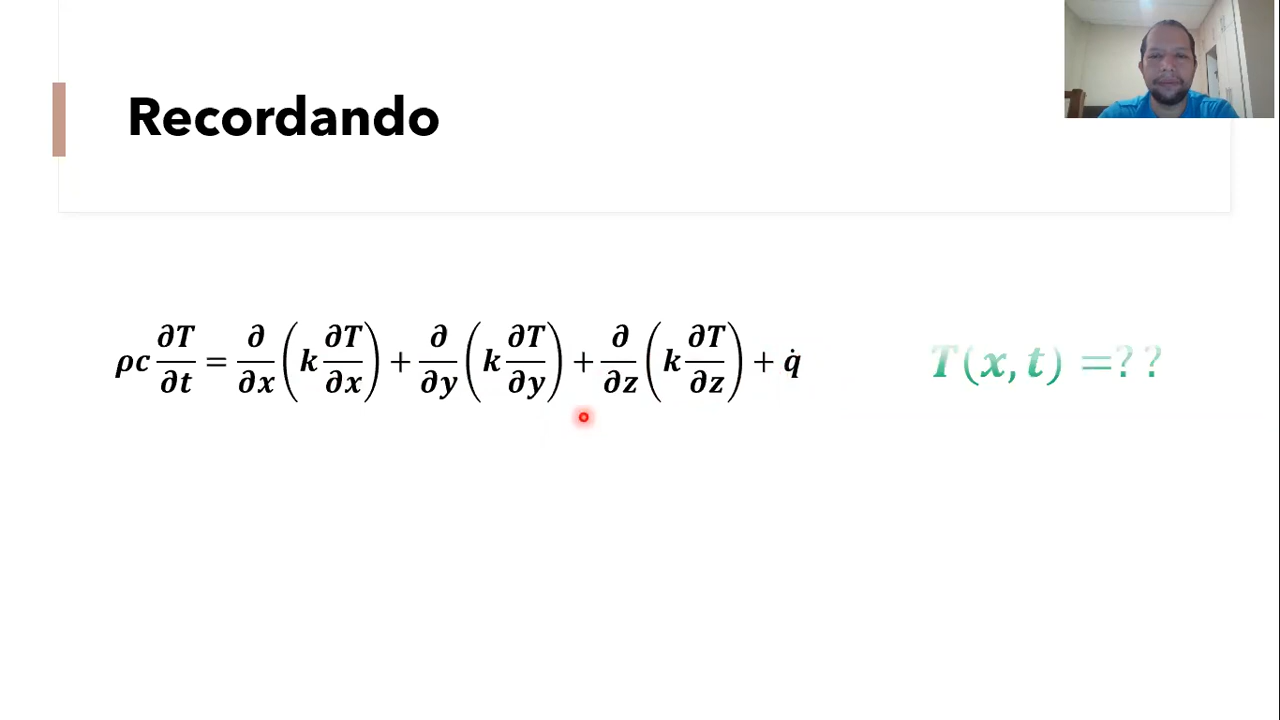 Recordando
ρc ∂T/∂t = ∂/∂x (k ∂T/∂x) + ∂/∂y (k ∂T/∂y) + ∂/∂z (k ∂T/∂z) + q̇
T(x, t) =? ?